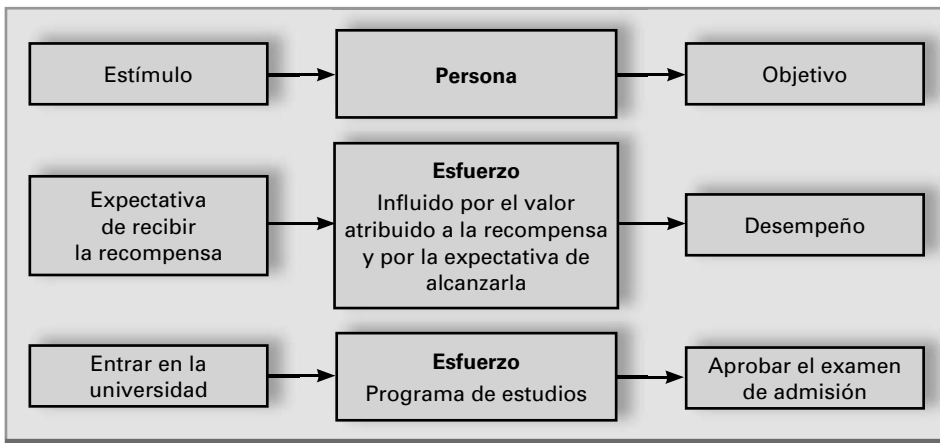 Estímulo
Persona
Objetivo
Expectativa
de recibir
la recompensa
Esfuerzo
Influido por el valor
atribuido a la recompensa
y por la expectativa de
alcanzarla
Desempeño
Entrar en la
universidad
Esfuerzo
Programa de estudios
Aprobar el examen
de admisión